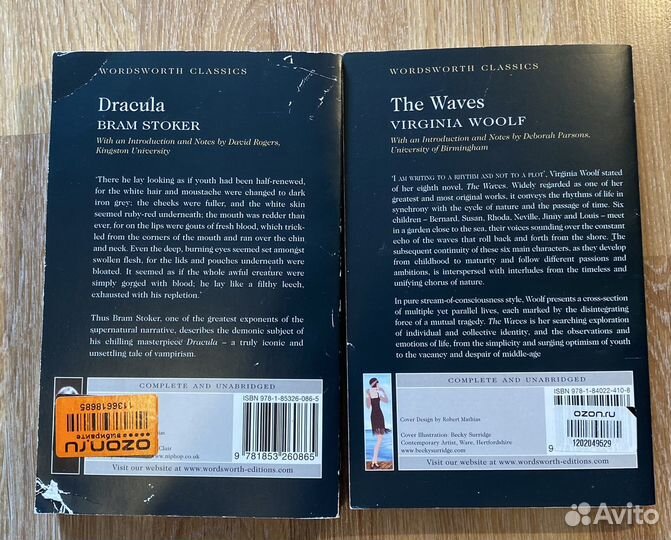 WORDSWORTH CLASSICS
Dracula
BRAM STOKER
With an Introduction and Notes by David Rogers,
Kingston University
'There he lay looking as if youth had been half-renewed,
for the white hair and moustache were changed to dark
iron grey; the cheeks were fuller, and the white skin
seemed ruby-red underneath; the mouth was redder than
ever, for on the lips were gouts of fresh blood, which trick-
led from the corners of the mouth and ran over the chin
and neck. Even the deep, burning eyes seemed set amongst
swollen flesh, for the lids and pouches underneath were
bloated. It seemed as if the whole awful creature were
simply gorged with blood; he lay like a filthy leech,
exhausted with his repletion.'
Thus Bram Stoker, one of the greatest exponents of the
supernatural narrative, describes the demonic subject of
his chilling masterpiece Dracula – a truly iconic and
unsettling tale of vampirism.
COMPLETE AND UNABRIDGED
ISBN 978-1-85326-086-5
1136618685
ozon.ru
Clair
www.niphop.co.uk
9 781853 260865
Visit our website at www.wordsworth-editions.com
WORDSWORTH CLASSICS
The Waves
VIRGINIA WOOLF
With an Introduction and Notes by Deborah Parsons,
University of Birmingham
'I AM WRITING TO A RHYTHM AND NOT TO A PLOT', Virginia Woolf stated
of her eighth novel, The Waves. Widely regarded as one of her
greatest and most original works, it conveys the rhythms of life in
synchrony with the cycle of nature and the passage of time. Six
children – Bernard, Susan, Rhoda, Neville, Jinny and Louis – meet
in a garden close to the sea, their voices sounding over the constant
echo of the waves that roll back and forth from the shore. The
subsequent continuity of these six main characters, as they develop
from childhood to maturity and follow different passions and
ambitions, is interspersed with interludes from the timeless and
unifying chorus of nature.
In pure stream-of-consciousness style, Woolf presents a cross-section
of multiple yet parallel lives, each marked by the disintegrating
force of a mutual tragedy. The Waves is her searching exploration
of individual and collective identity, and the observations and
emotions of life, from the simplicity and surging optimism of youth
to the vacancy and despair of middle-age
COMPLETE AND UNABRIDGED
ISBN 978-1-84022-410-8
Cover Design by Robert Mathias
Cover Illustration: Becky Surridge
Contemporary Artist, Ware, Hertfordshire
www.beckysurridge.com
ozon.ru
1202049529
9
Visit our website at www.wordsworth-editions.com
Avito